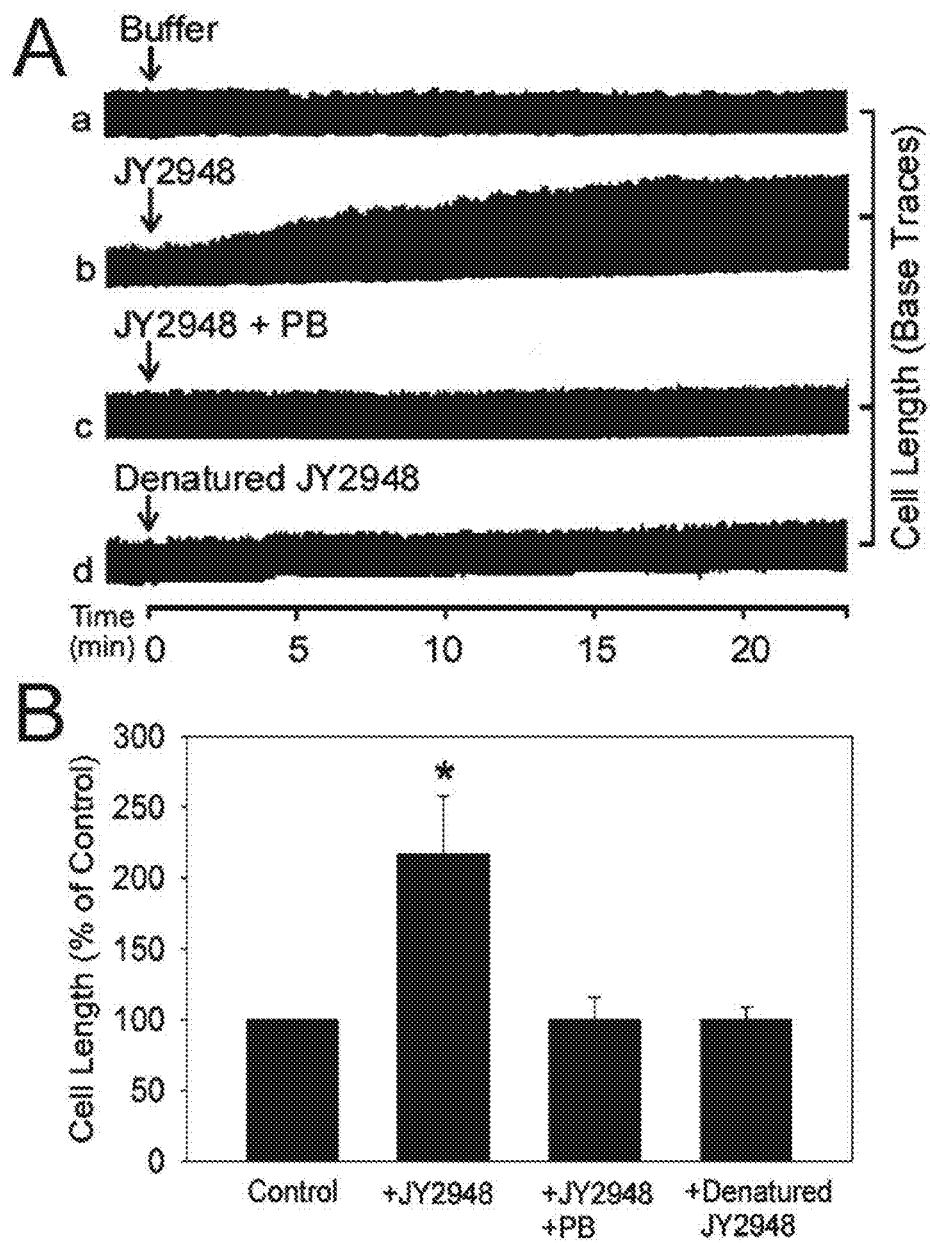 A
Buffer
a
JY2948
b
JY2948 + PB
c
Denatured JY2948
d
Cell Length (Base Traces)
Time
(min) 0 5 10 15 20
B
Cell Length (% of Control)
300
250
200
150
100
50
0
*
Control +JY2948 +JY2948 +Denatured
+PB JY2948